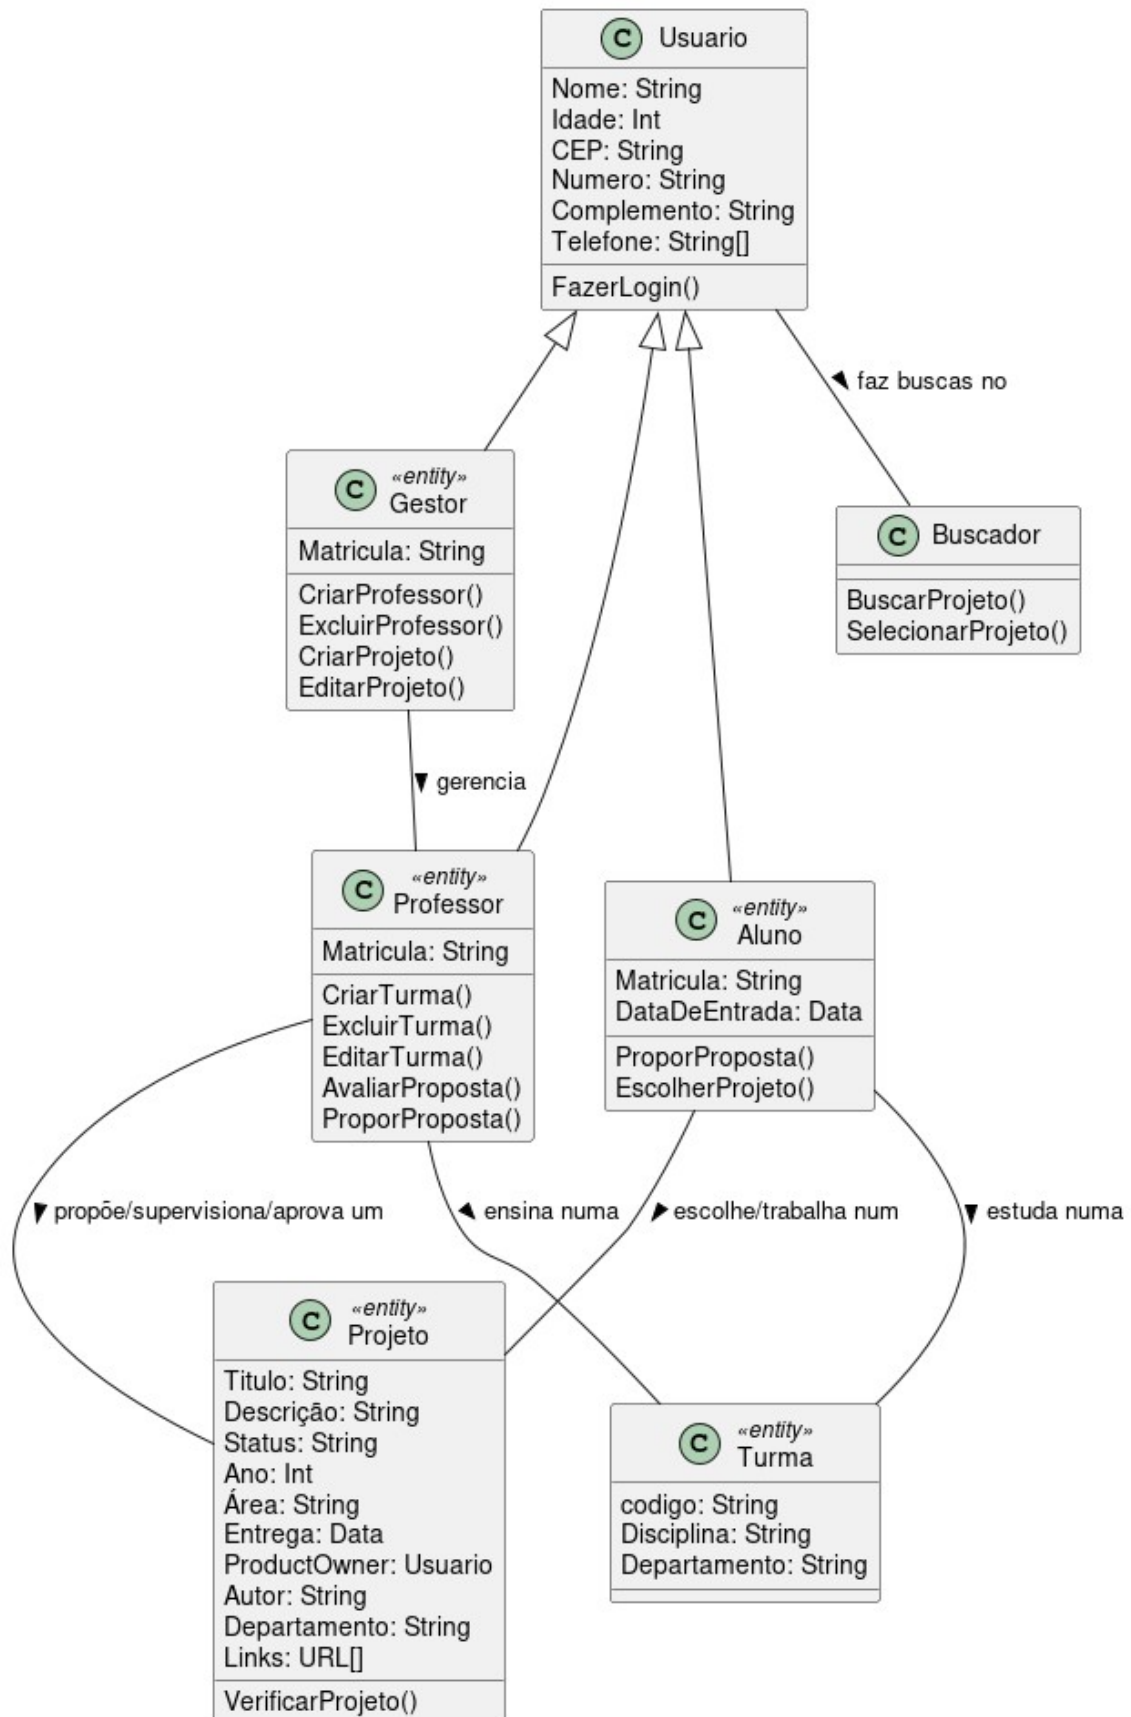 C Usuario
Nome: String
Idade: Int
CEP: String
Numero: String
Complemento: String
Telefone: String[]
FazerLogin()
faz buscas no
C «entity»
Gestor
Matricula: String
CriarProfessor()
ExcluirProfessor()
CriarProjeto()
EditarProjeto()
C Buscador
BuscarProjeto()
SelecionarProjeto()
gerencia
C «entity»
Professor
Matricula: String
CriarTurma()
ExcluirTurma()
EditarTurma()
AvaliarProposta()
ProporProposta()
C «entity»
Aluno
Matricula: String
DataDeEntrada: Data
ProporProposta()
EscolherProjeto()
propõe/supervisiona/aprova um
ensina numa
escolhe/trabalha num
estuda numa
C «entity»
Projeto
Titulo: String
Descrição: String
Status: String
Ano: Int
Área: String
Entrega: Data
ProductOwner: Usuario
Autor: String
Departamento: String
Links: URL[]
VerificarProjeto()
C «entity»
Turma
codigo: String
Disciplina: String
Departamento: String